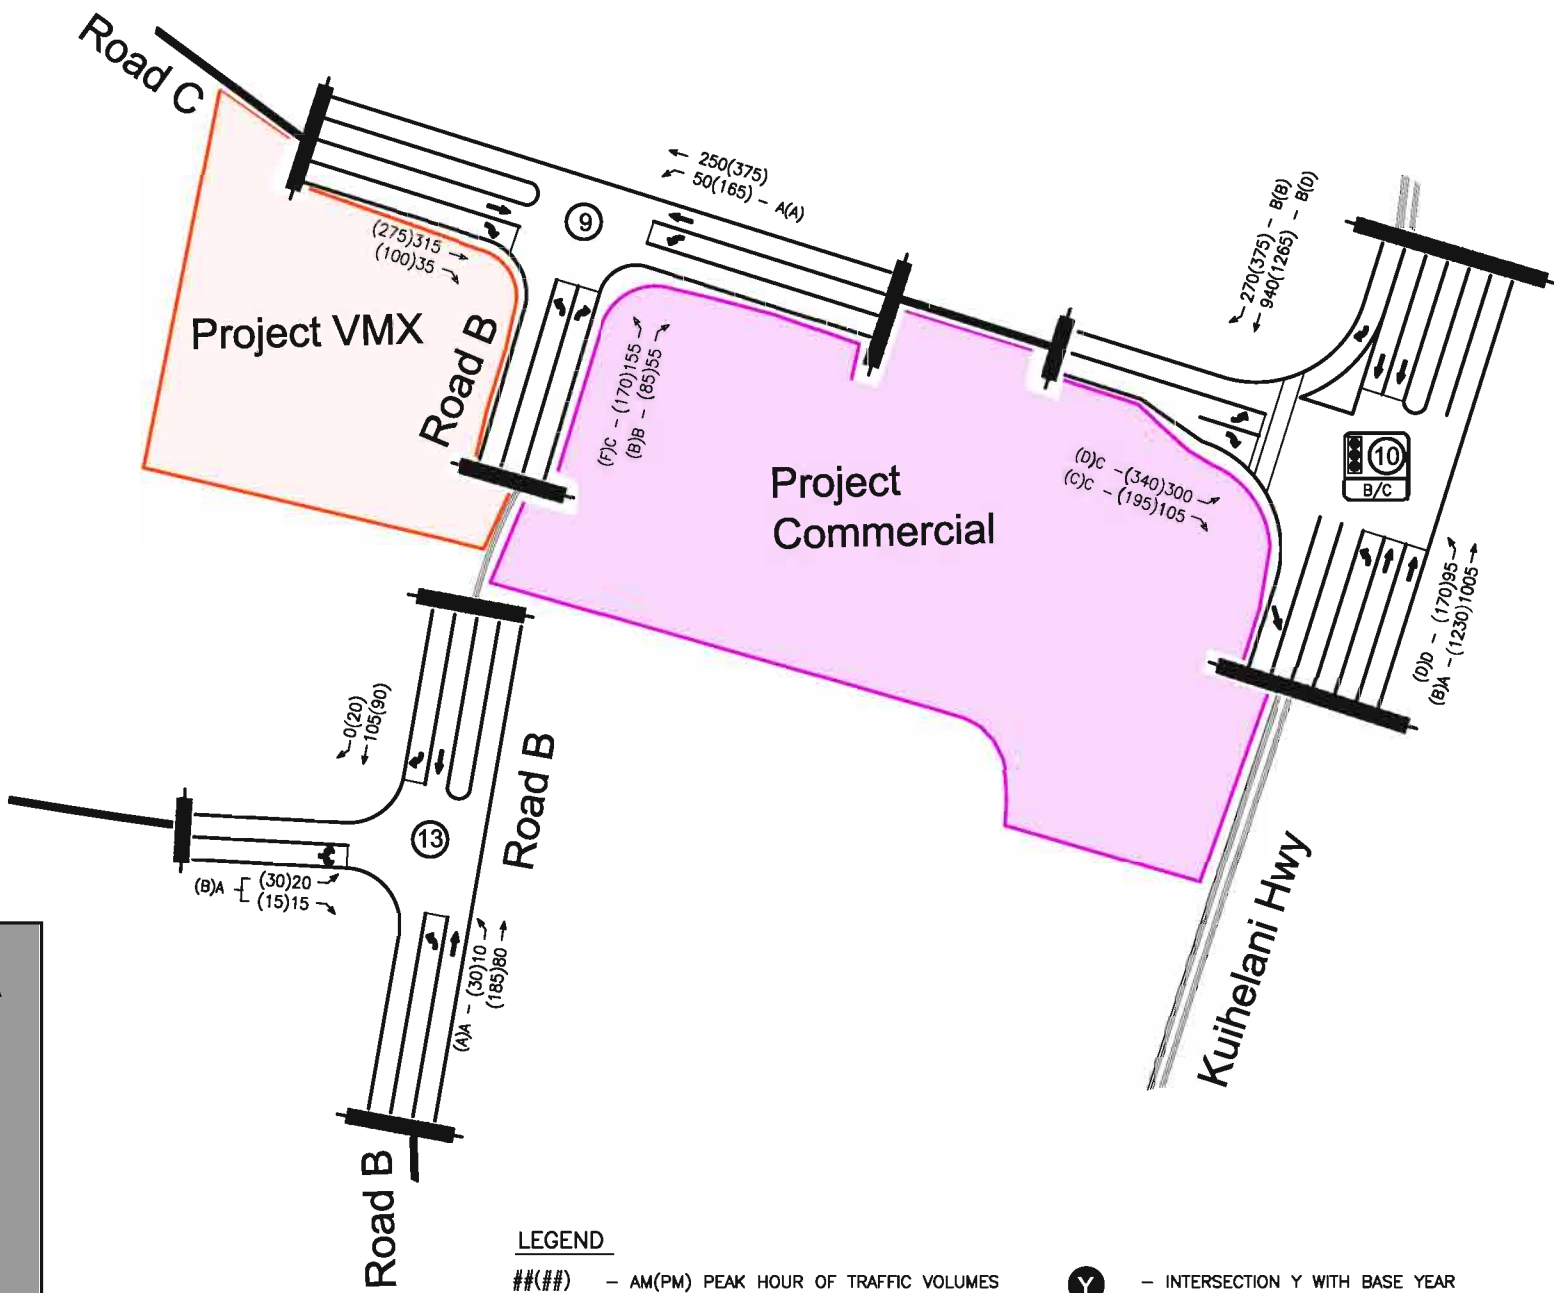 Road C
250(375)
50(165) - A(A)
9
(275)315
(100)35
270(375) - B(B)
940(1265) - B(D)
Project VMX
Road B
(F)C - (170)155
(B)B - (85)55
Project
Commercial
(D)C -(340)300
(C)C - (195)105
10
B/C
(D)D - (170)95
(B)A - (1230)1005
0(20)
105(90)
Road B
13
(B)A
(30)20
(15)15
(A)A - (30)10
(185)80
Kuihelani Hwy
Road B
LEGEND
##(##) - AM(PM) PEAK HOUR OF TRAFFIC VOLUMES
Y - INTERSECTION Y WITH BASE YEAR